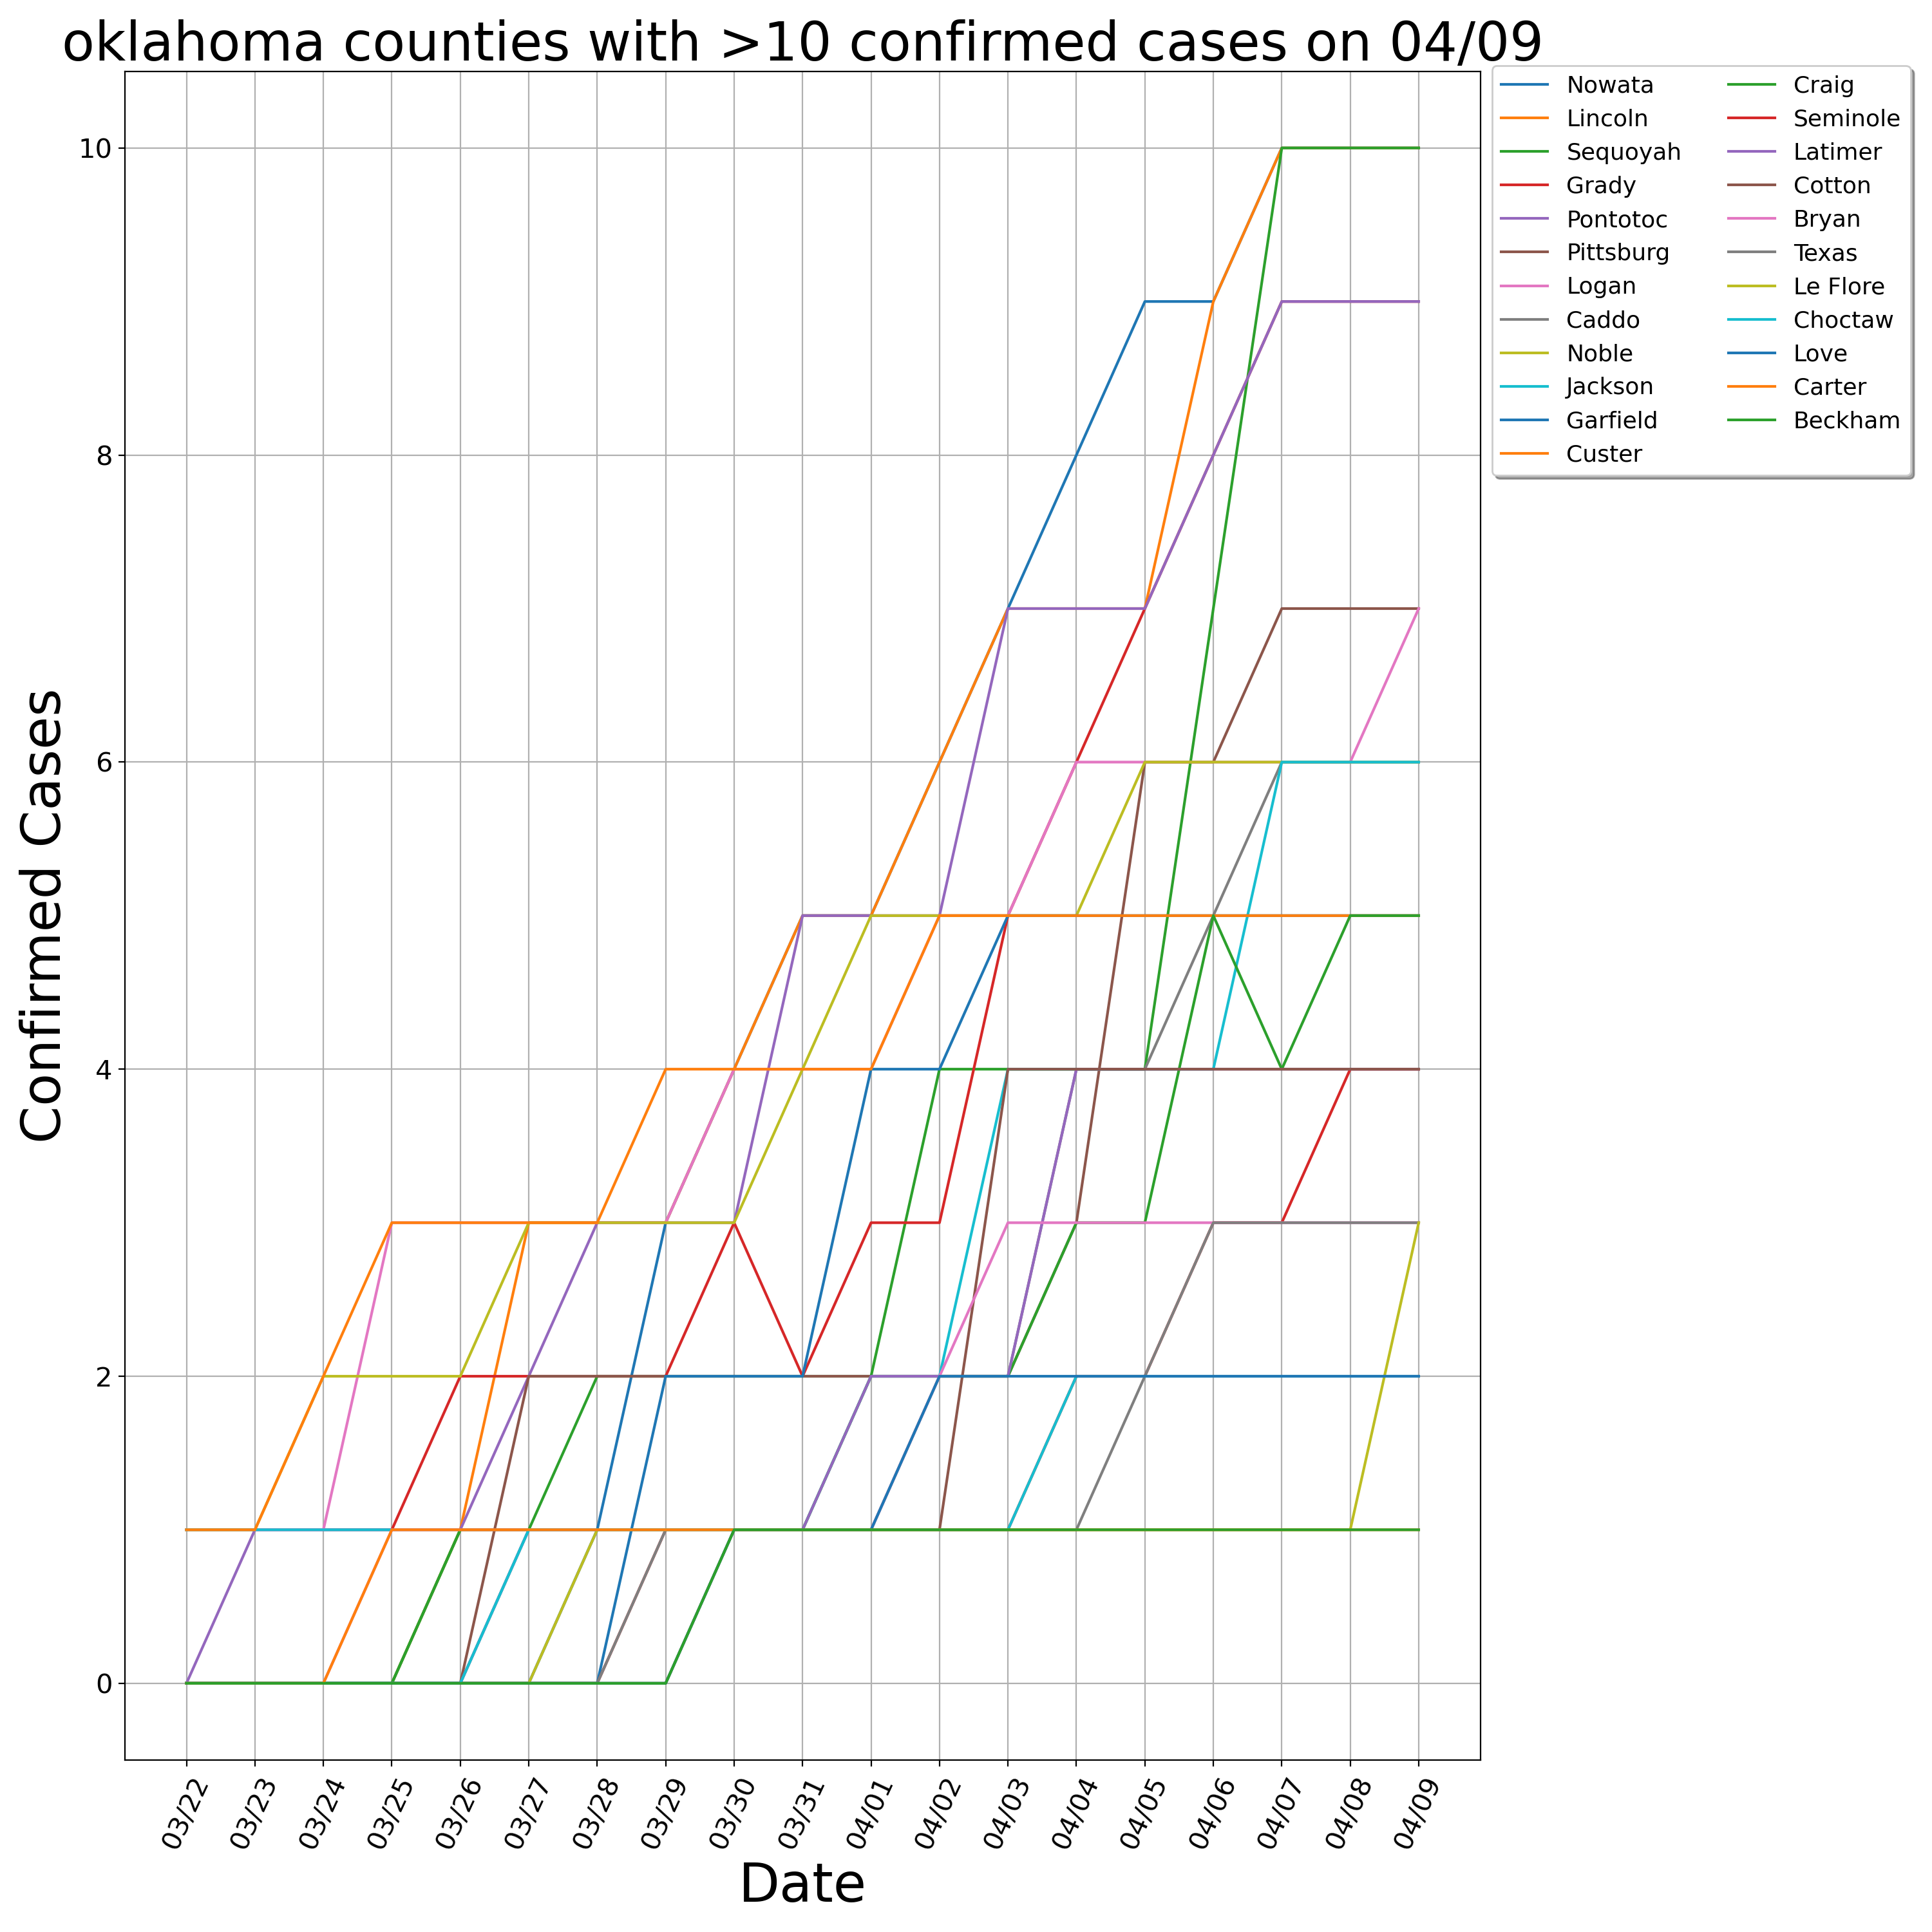 oklahoma counties with >10 confirmed cases on 04/09
Nowata
Lincoln
Sequoyah
Grady
Pontotoc
Pittsburg
Logan
Caddo
Noble
Jackson
Garfield
Custer
Craig
Seminole
Latimer
Cotton
Bryan
Texas
Le Flore
Choctaw
Love
Carter
Beckham
Confirmed Cases
10
8
6
4
2
0
03/22
03/23
03/24
03/25
03/26
03/27
03/28
03/29
03/30
03/31
04/01
04/02
04/03
04/04
04/05
04/06
04/07
04/08
04/09
Date